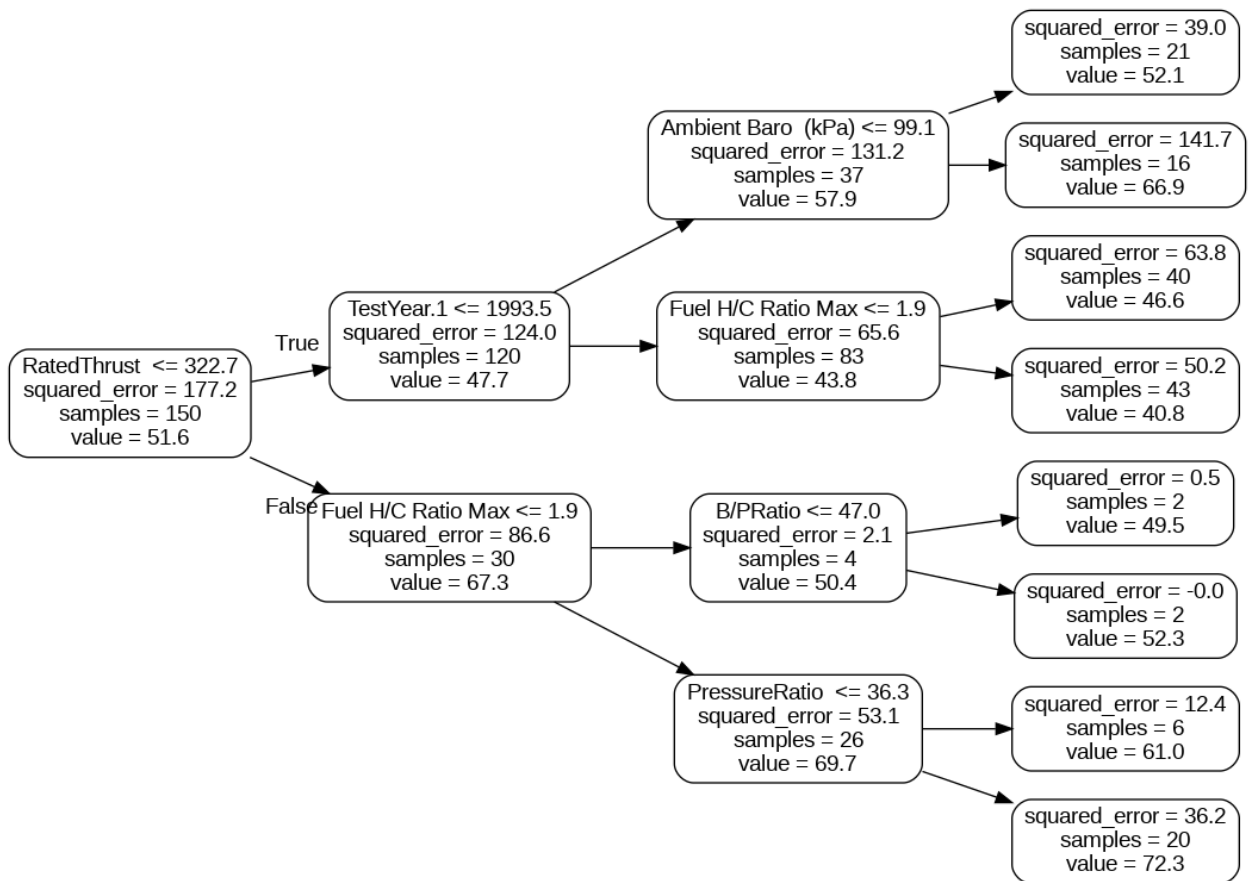 RatedThrust  <= 322.7
squared_error = 177.2
samples = 150
value = 51.6
True
False
TestYear.1 <= 1993.5
squared_error = 124.0
samples = 120
value = 47.7
Fuel H/C Ratio Max <= 1.9
squared_error = 86.6
samples = 30
value = 67.3
Ambient Baro  (kPa) <= 99.1
squared_error = 131.2
samples = 37
value = 57.9
Fuel H/C Ratio Max <= 1.9
squared_error = 65.6
samples = 83
value = 43.8
B/PRatio <= 47.0
squared_error = 2.1
samples = 4
value = 50.4
PressureRatio  <= 36.3
squared_error = 53.1
samples = 26
value = 69.7
squared_error = 39.0
samples = 21
value = 52.1
squared_error = 141.7
samples = 16
value = 66.9
squared_error = 63.8
samples = 40
value = 46.6
squared_error = 50.2
samples = 43
value = 40.8
squared_error = 0.5
samples = 2
value = 49.5
squared_error = -0.0
samples = 2
value = 52.3
squared_error = 12.4
samples = 6
value = 61.0
squared_error = 36.2
samples = 20
value = 72.3